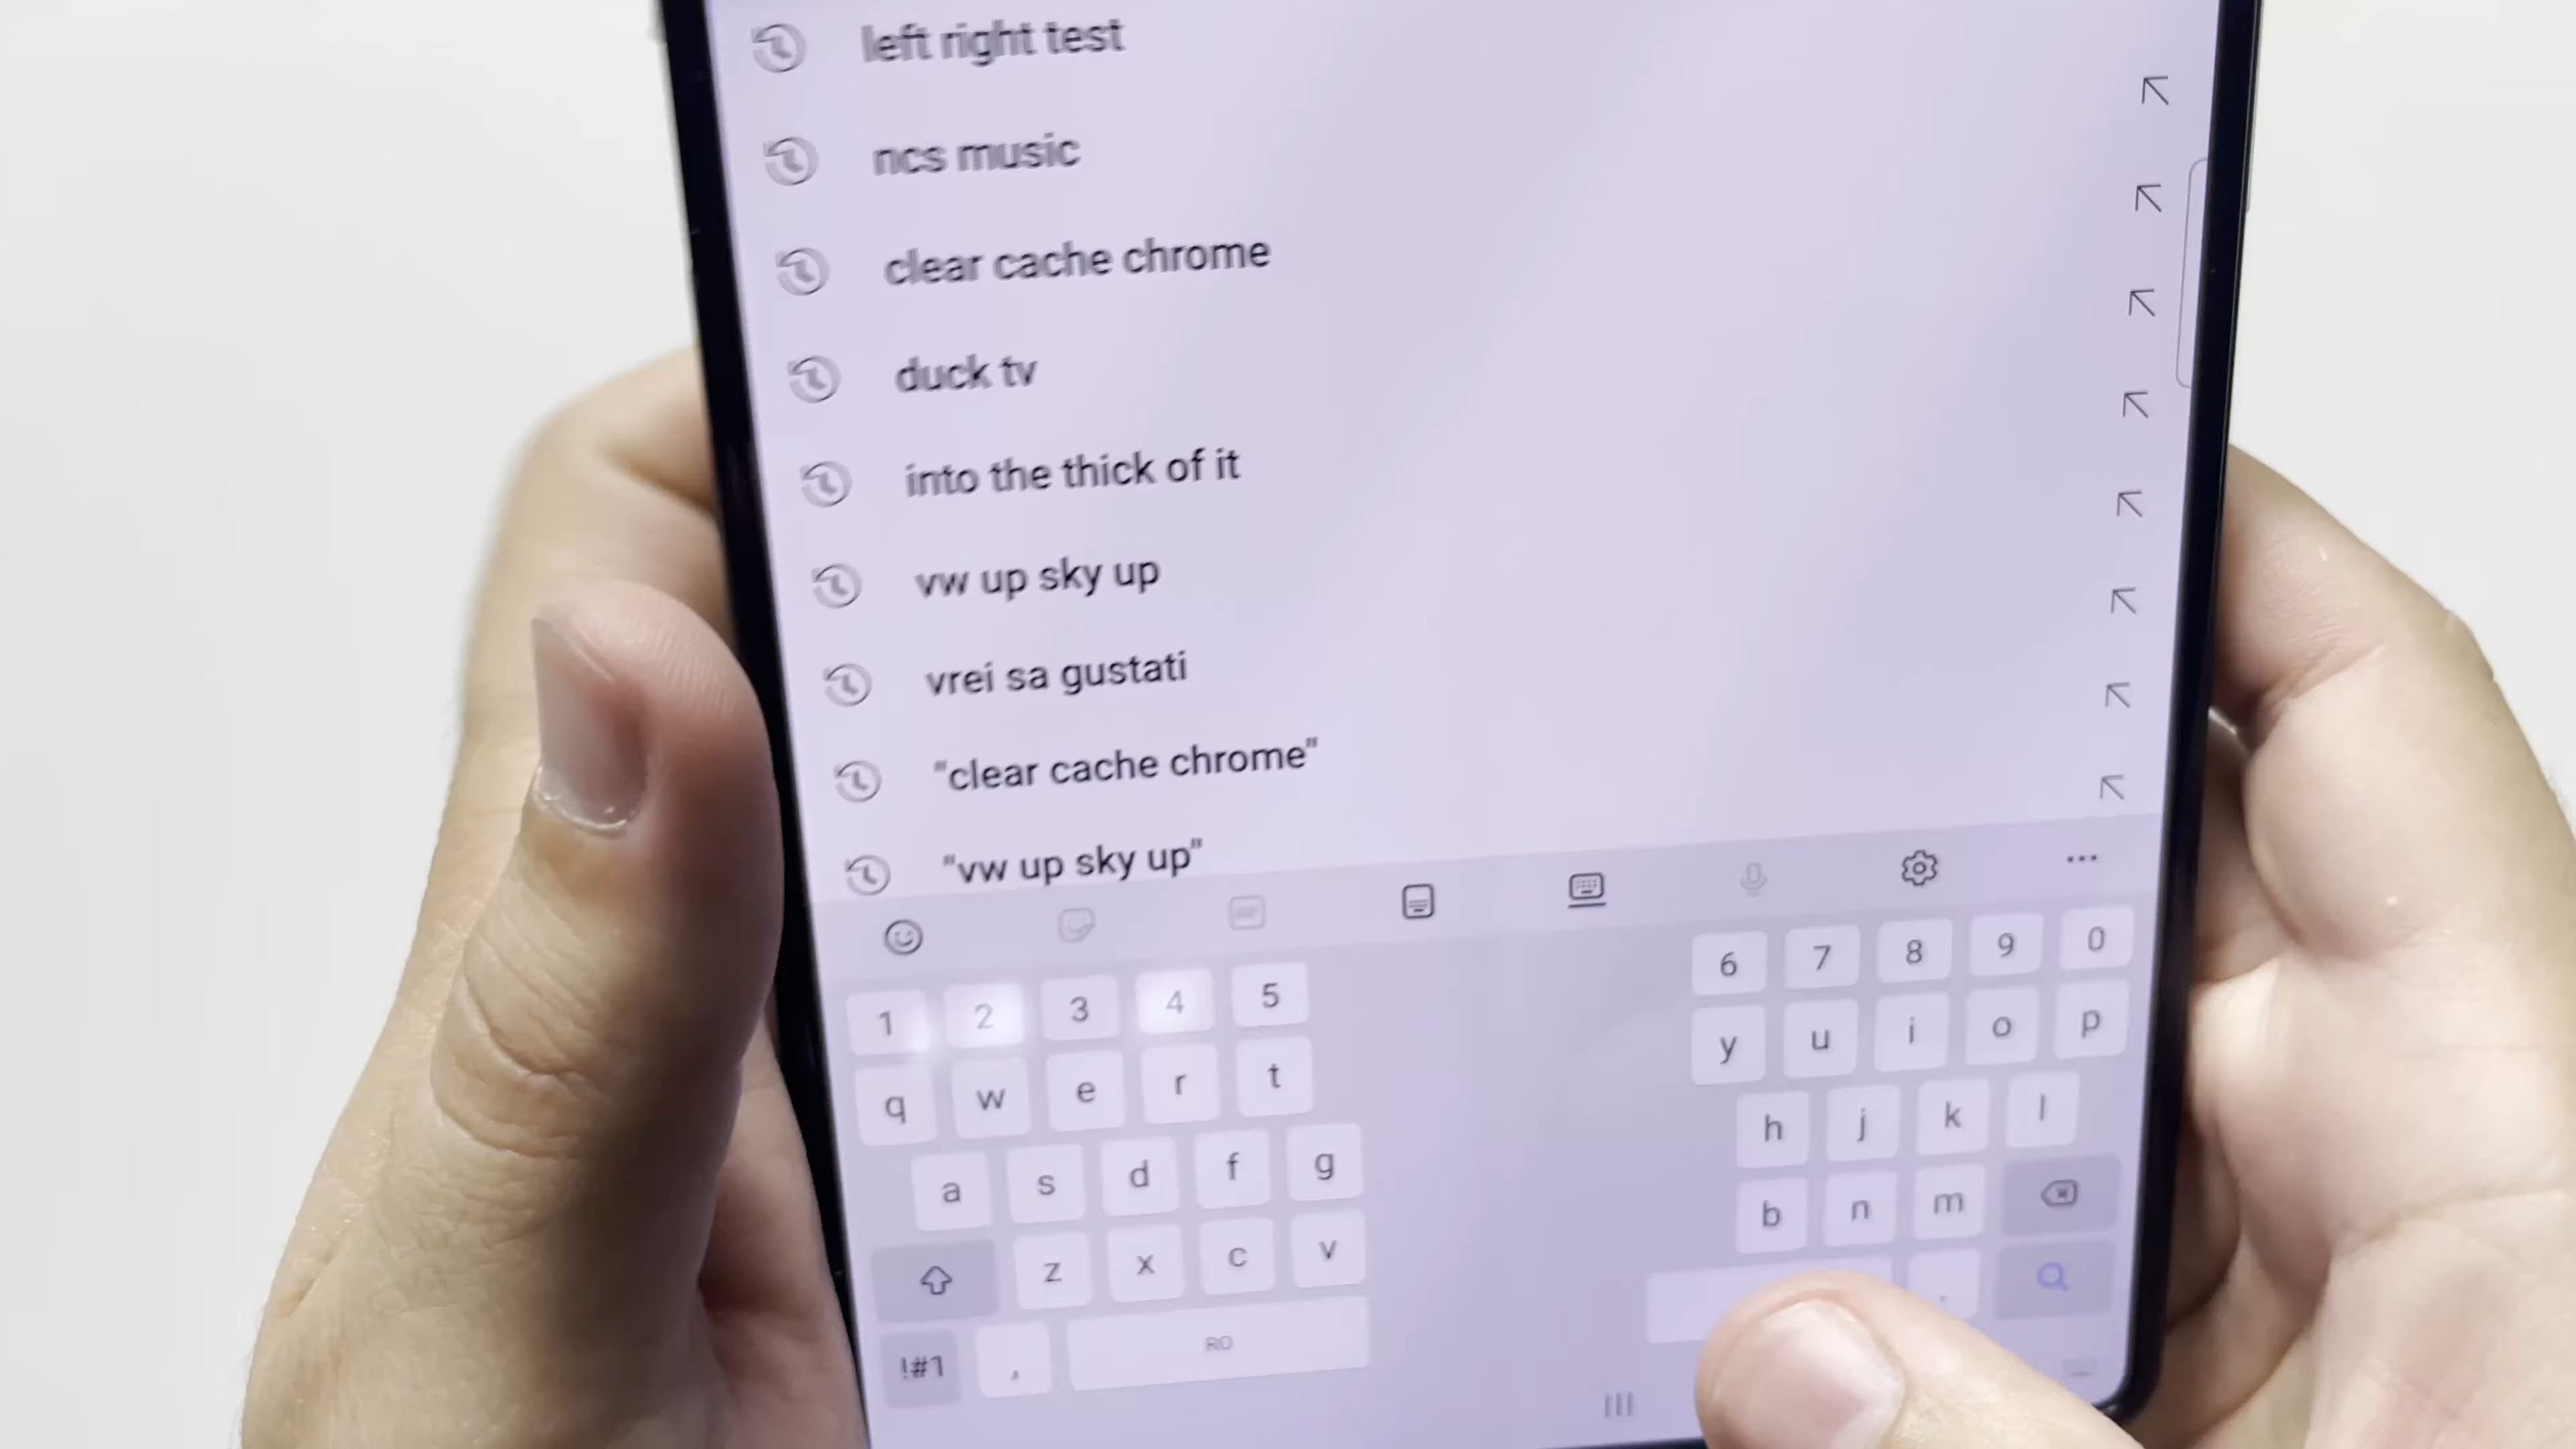 left right test
ncs music
clear cache chrome
duck tv
into the thick of it
vw up sky up
vrei sa gustati
"clear cache chrome"
"vw up sky up"
1 2 3 4 5 6 7 8 9 0
q w e r t y u i o p
a s d f g h j k l
z x c v b n m
!#1 , RO .